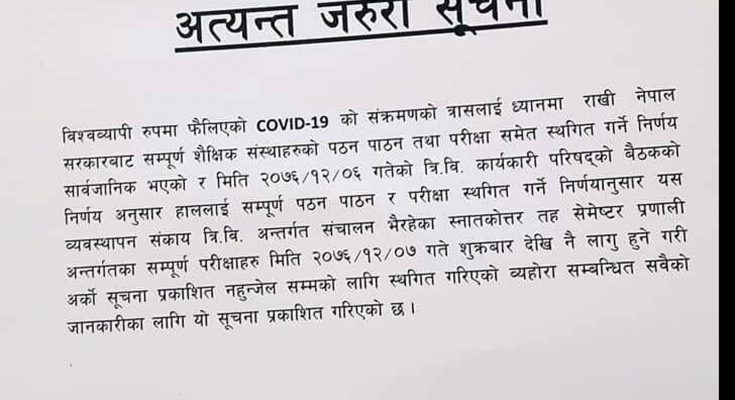 अत्यन्त जरुरी सूचना
विश्वव्यापी रुपमा फैलिएको COVID-19 को संक्रमणको त्रासलाई ध्यानमा राखी नेपाल
सरकारबाट सम्पूर्ण शैक्षिक संस्थाहरुको पठन पाठन तथा परीक्षा समेत स्थगित गर्ने निर्णय
सार्वजानिक भएको र मिति २०७६/१२/०६ गतेको त्रि.वि. कार्यकारी परिषद्को बैठकको
निर्णय अनुसार हाललाई सम्पूर्ण पठन पाठन र परीक्षा स्थगित गर्ने निर्णयानुसार यस
व्यवस्थापन संकाय त्रि.वि. अन्तर्गत संचालन भैरहेका स्नातकोत्तर तह सेमेष्टर प्रणाली
अन्तर्गतका सम्पूर्ण परीक्षाहरु मिति २०७६/१२/०७ गते शुक्रबार देखि नै लागु हुने गरी
अर्को सूचना प्रकाशित नहुन्जेल सम्मको लागि स्थगित गरिएको व्यहोरा सम्बन्धित सवैको
जानकारीका लागि यो सूचना प्रकाशित गरिएको छ ।